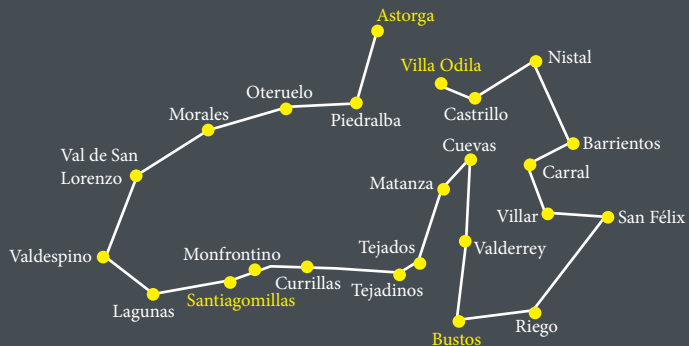 Astorga
Villa Odila
Nistal
Oteruelo
Castrillo
Morales
Piedralba
Cuevas
Barrientos
Val de San
Lorenzo
Carral
Matanza
Villar
San Félix
Valdespino
Monfrontino
Tejados
Valderrey
Currillas
Tejadinos
Santiagomillas
Lagunas
Riego
Bustos